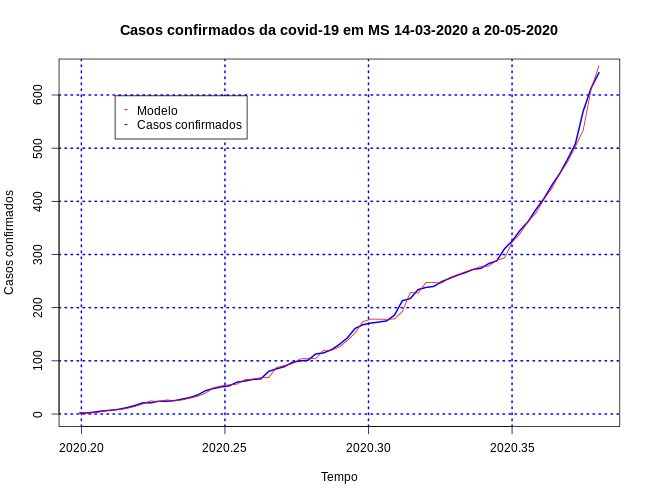 Casos confirmados da covid-19 em MS 14-03-2020 a 20-05-2020
Casos confirmados
600
500
400
300
200
100
0
Modelo
Casos confirmados
2020.20 2020.25 2020.30 2020.35
Tempo